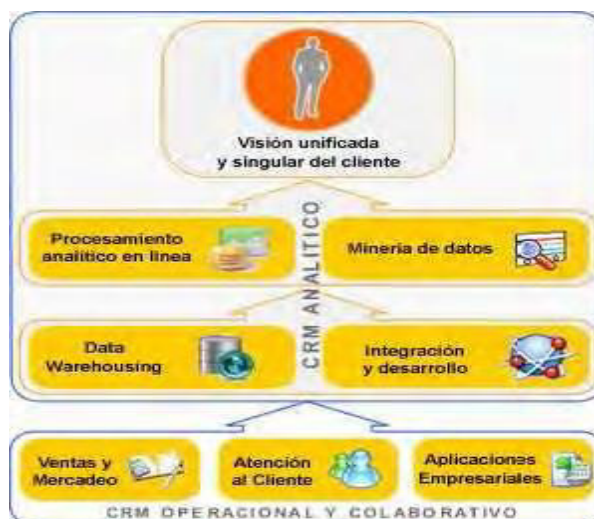 Visión unificada
y singular del cliente
Procesamiento
analítico en línea
Minería de datos
CRM ANALITICO
Data
Warehousing
Integración
y desarrollo
Ventas y
Mercadeo
Atención
al Cliente
Aplicaciones
Empresariales
CRM OPERACIONAL Y COLABORATIVO